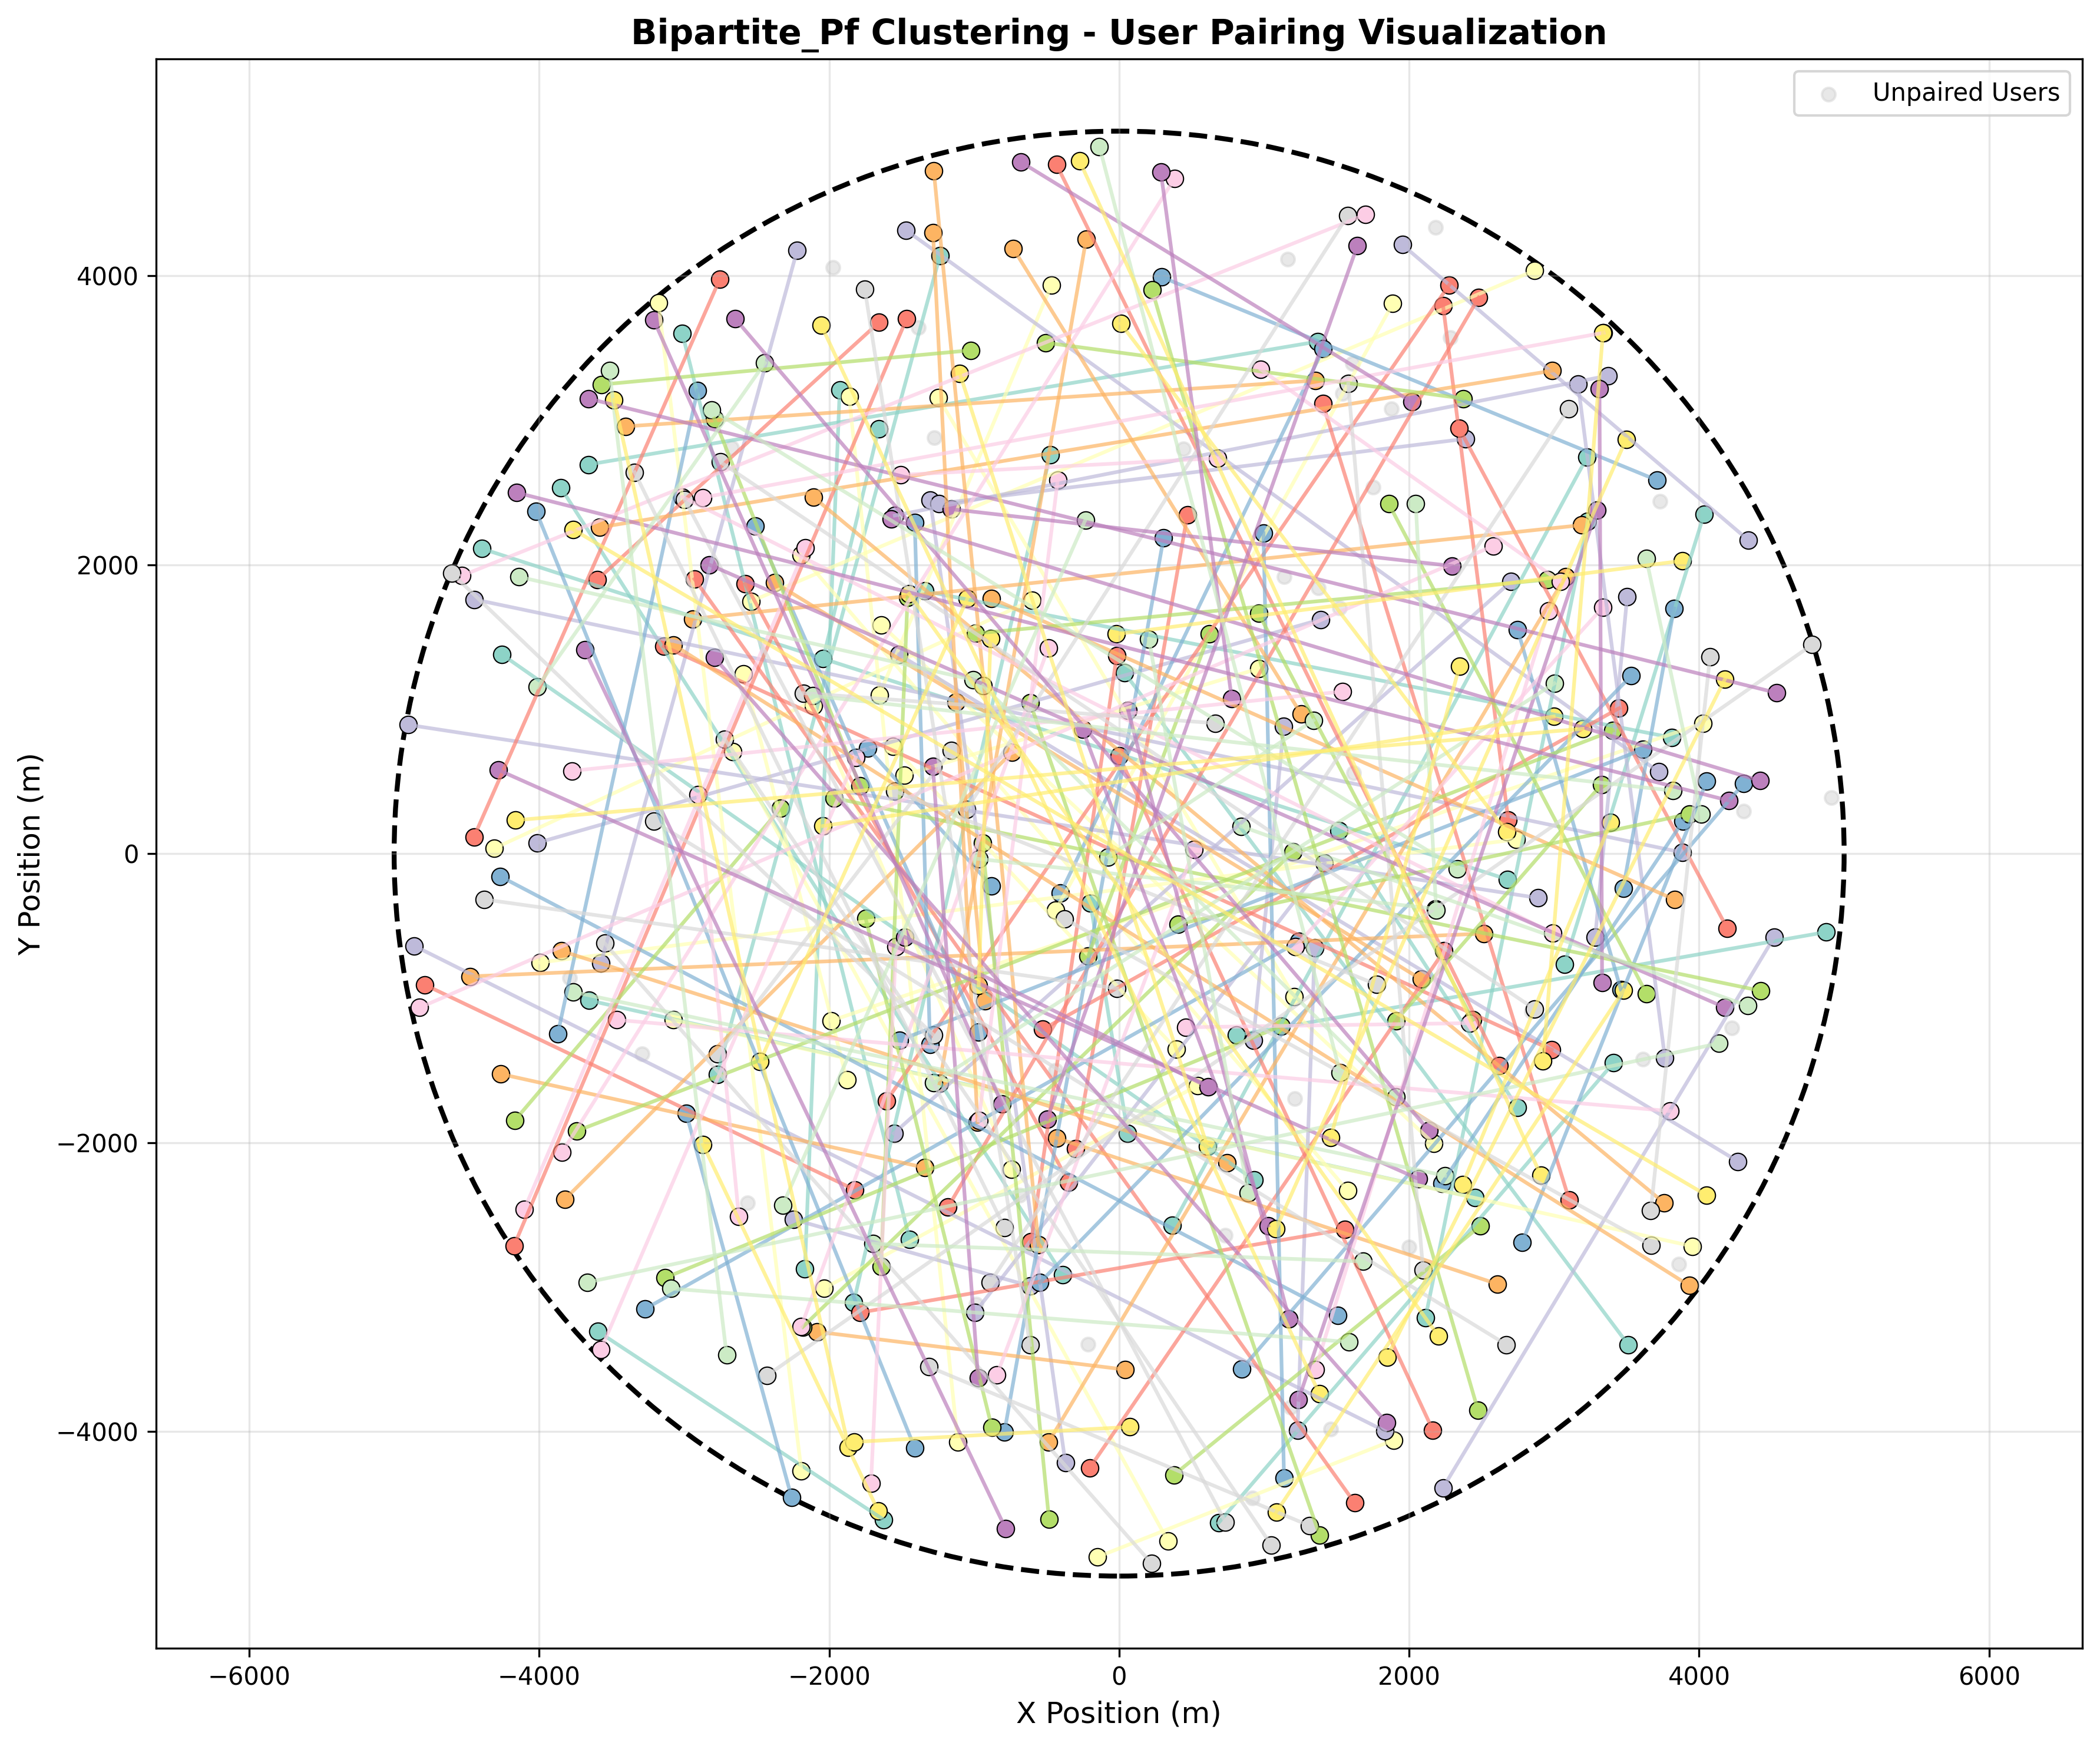 Bipartite_Pf Clustering - User Pairing Visualization
Unpaired Users
4000
2000
0
−2000
−4000
Y Position (m)
−6000 −4000 −2000 0 2000 4000 6000
X Position (m)